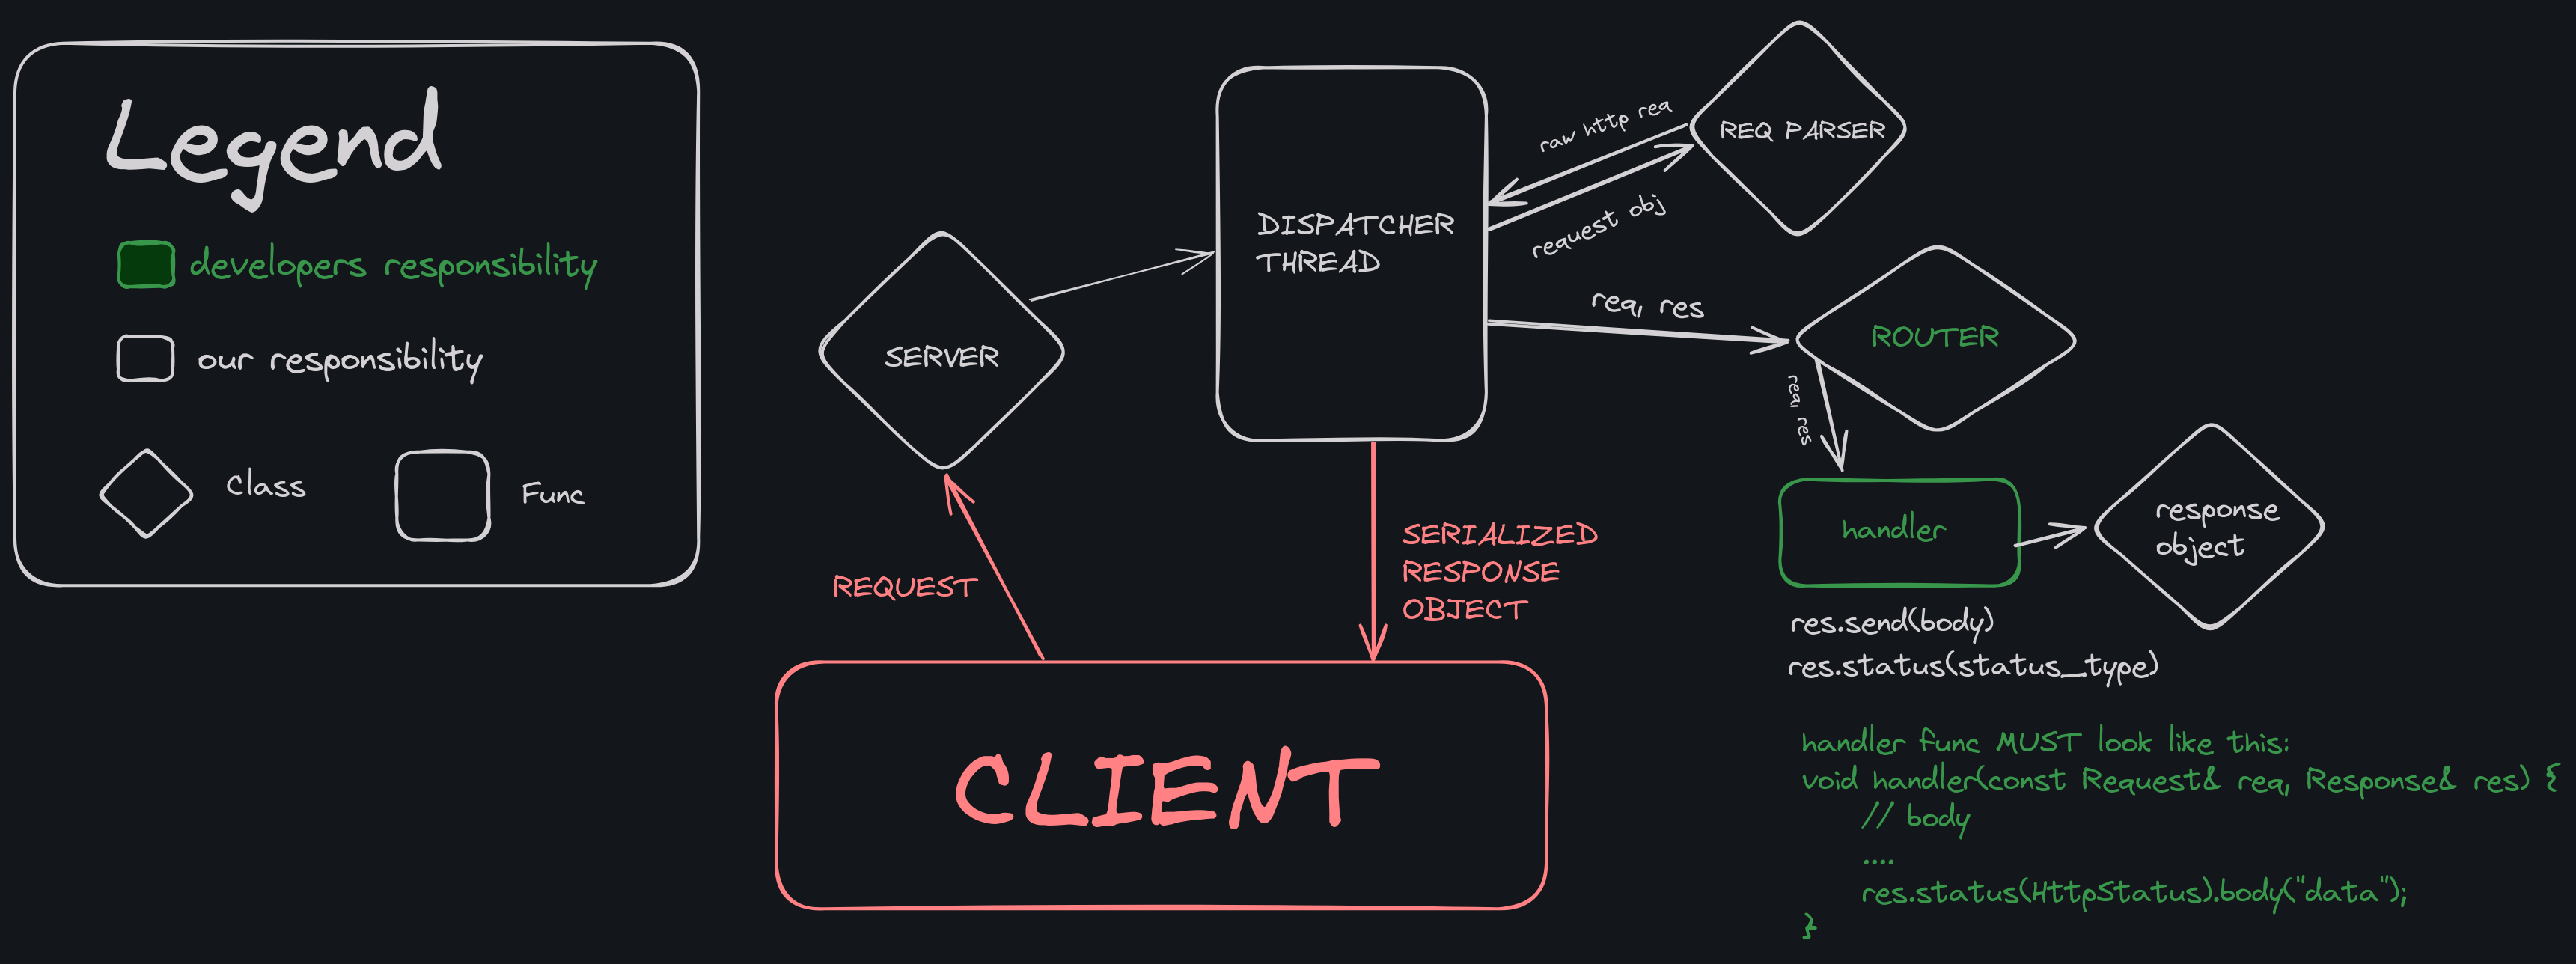 Legend
developers responsibility
our responsibility
Class
Func
SERVER
DISPATCHER
THREAD
raw http req
request obj
REQ PARSER
req, res
ROUTER
req, res
handler
response
object
res.send(body)
res.status(status_type)
REQUEST
SERIALIZED
RESPONSE
OBJECT
CLIENT
handler func MUST look like this:
void handler(const Request& req, Response& res) {
// body
....
res.status(HttpStatus).body("data");
}